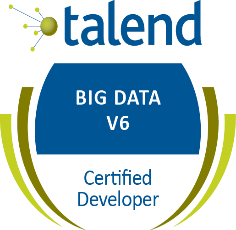 talend
BIG DATA
V6
Certified
Developer